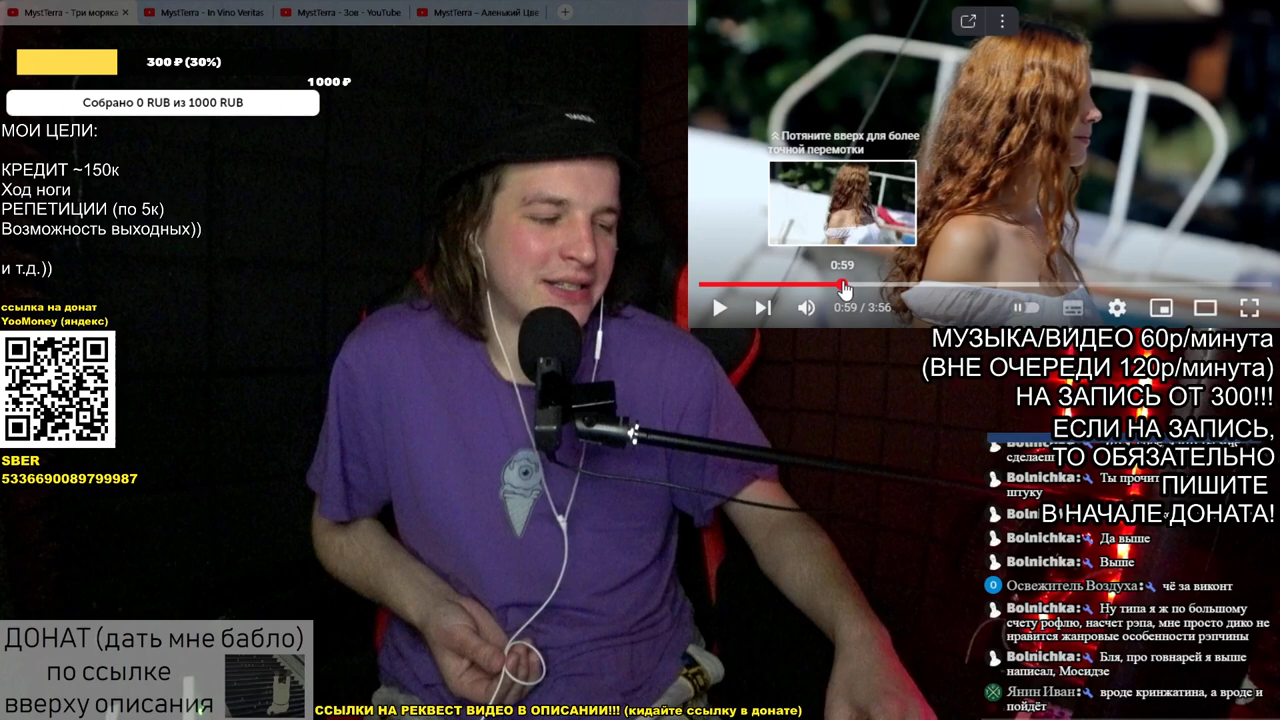 MystTerra - Три моряка
MystTerra - In Vino Veritas
MystTerra - Зов - YouTube
MystTerra – Аленький Цве
300 ₽ (30%)
1 000 ₽
Собрано 0 RUB из 1000 RUB
МОИ ЦЕЛИ:
КРЕДИТ ~150к
Ход ноги
РЕПЕТИЦИИ (по 5к)
Возможность выходных))
и т.д.))
ссылка на донат
YooMoney (яндекс)
SBER
5336690089799987
ДОНАТ (дать мне бабло)
по ссылке
вверху описания
ССЫЛКИ НА РЕКВЕСТ ВИДЕО В ОПИСАНИИ!!! (кидайте ссылку в донате)
Потяните вверх для более
точной перемотки
0:59
0:59 / 3:56
МУЗЫКА/ВИДЕО 60р/минута
(ВНЕ ОЧЕРЕДИ 120р/минута)
НА ЗАПИСЬ ОТ 300!!!
ЕСЛИ НА ЗАПИСЬ,
ТО ОБЯЗАТЕЛЬНО
ПИШИТЕ
В НАЧАЛЕ ДОНАТА!
Bolnichka:
сделаеш
Bolnichka: Ты прочит
штуку
Bolnichka: Да выше
Bolnichka: Выше
Освежитель Воздуха: чё за виконт
Bolnichka: Ну типа я ж по большому
счету рофлю, насчет рэпа, мне просто дико не
нравится жанровые особенности рэпчины
Bolnichka: Бля, про говнарей я выше
написал, Мосидзе
Янин Иван: вроде кринжатина, а вроде и
пойдёт